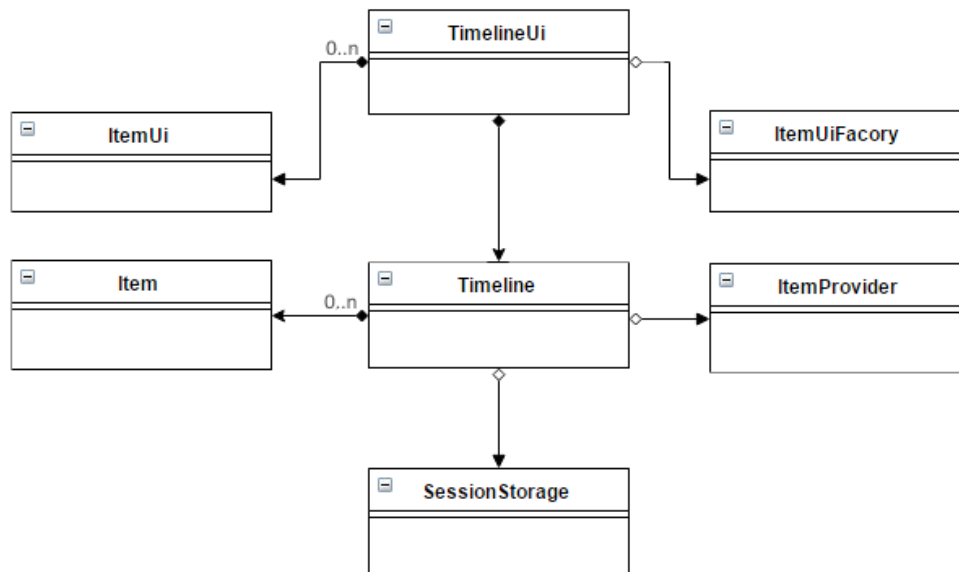 TimelineUi
0..n
ItemUi
ItemUiFacory
Item
0..n
Timeline
ItemProvider
SessionStorage